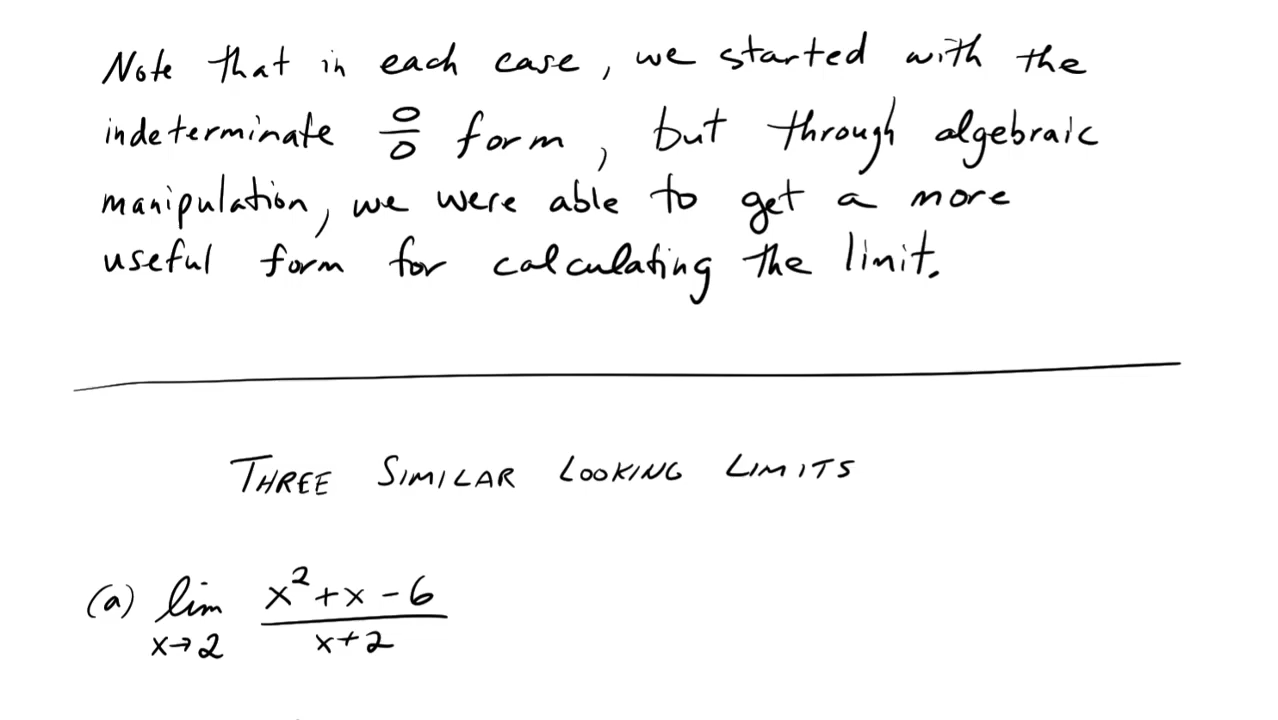 Note that in each case, we started with the
indeterminate 0/0 form, but through algebraic
manipulation, we were able to get a more
useful form for calculating the limit.
THREE SIMILAR LOOKING LIMITS
(a) lim x→2 (x² + x - 6)/(x + 2)